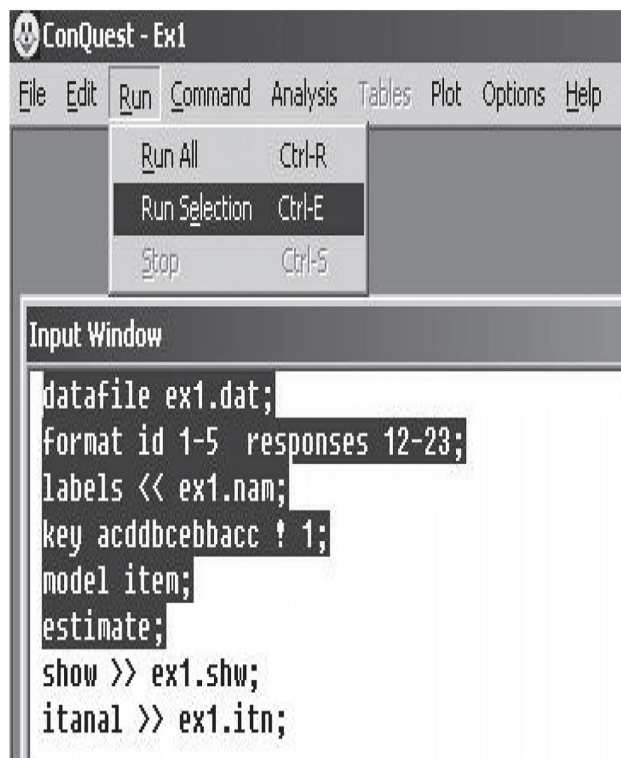 ConQuest - Ex1
File Edit Run Command Analysis Tables Plot Options Help
Run All Ctrl-R
Run Selection Ctrl-E
Stop Ctrl-S
Input Window
datafile ex1.dat;
format id 1-5 responses 12-23;
labels << ex1.nam;
key acddbcebbacc ! 1;
model item;
estimate;
show >> ex1.shw;
itanal >> ex1.itn;